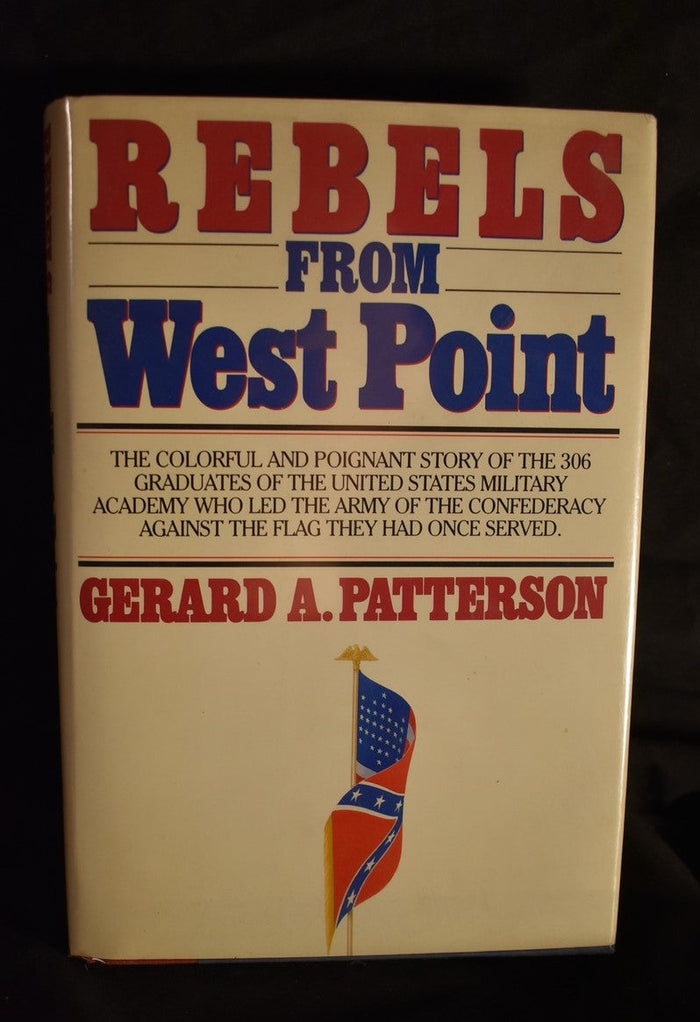 REBELS
FROM
West Point
THE COLORFUL AND POIGNANT STORY OF THE 306
GRADUATES OF THE UNITED STATES MILITARY
ACADEMY WHO LED THE ARMY OF THE CONFEDERACY
AGAINST THE FLAG THEY HAD ONCE SERVED.
GERARD A. PATTERSON